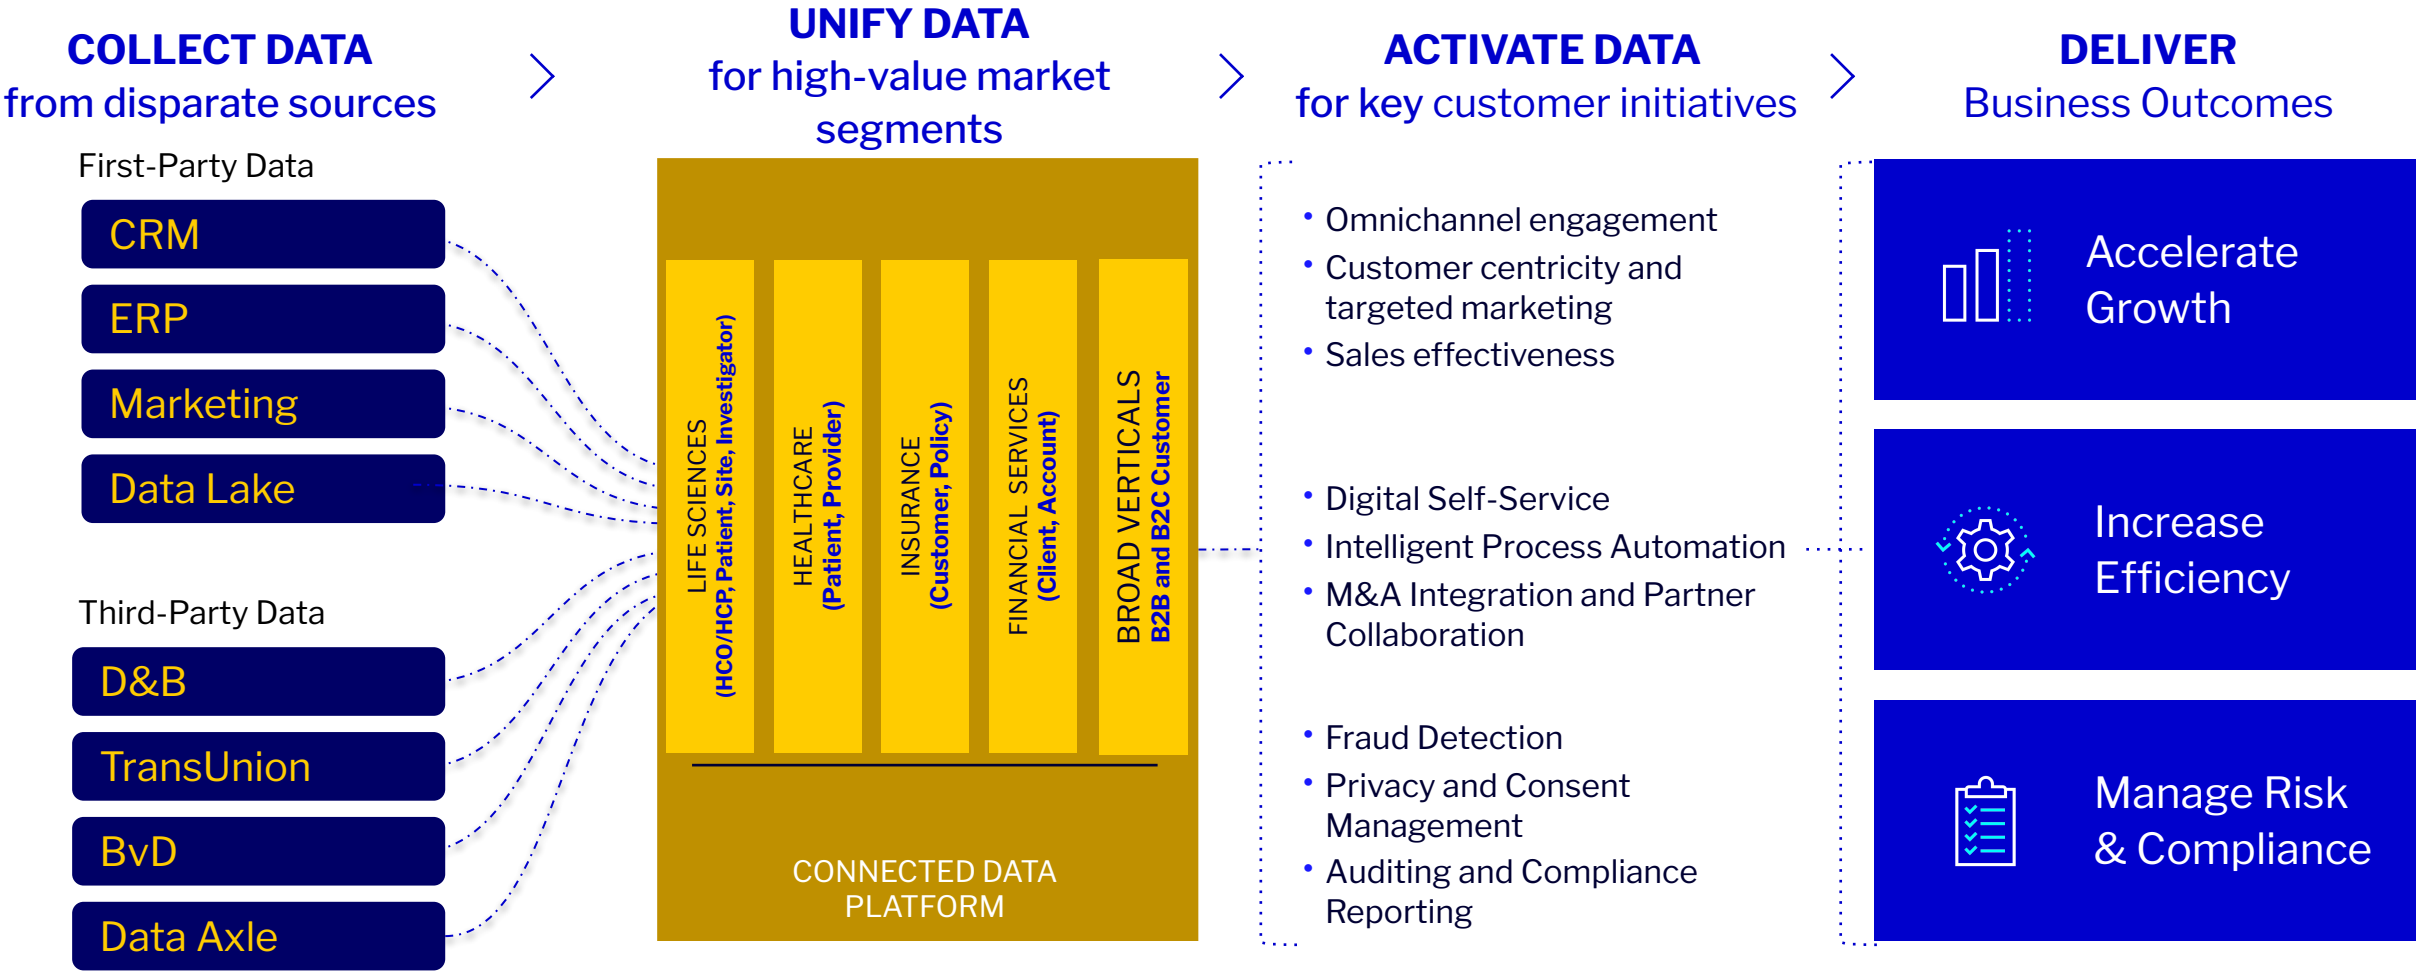 COLLECT DATA
from disparate sources
First-Party Data
CRM
ERP
Marketing
Data Lake
Third-Party Data
D&B
TransUnion
BvD
Data Axle
UNIFY DATA
for high-value market
segments
LIFE SCIENCES
(HCO/HCP, Patient, Site, Investigator)
HEALTHCARE
(Patient, Provider)
INSURANCE
(Customer, Policy)
FINANCIAL SERVICES
(Client, Account)
BROAD VERTICALS
B2B and B2C Customer
CONNECTED DATA
PLATFORM
ACTIVATE DATA
for key customer initiatives
• Omnichannel engagement
• Customer centricity and
targeted marketing
• Sales effectiveness
• Digital Self-Service
• Intelligent Process Automation
• M&A Integration and Partner
Collaboration
• Fraud Detection
• Privacy and Consent
Management
• Auditing and Compliance
Reporting
DELIVER
Business Outcomes
Accelerate
Growth
Increase
Efficiency
Manage Risk
& Compliance